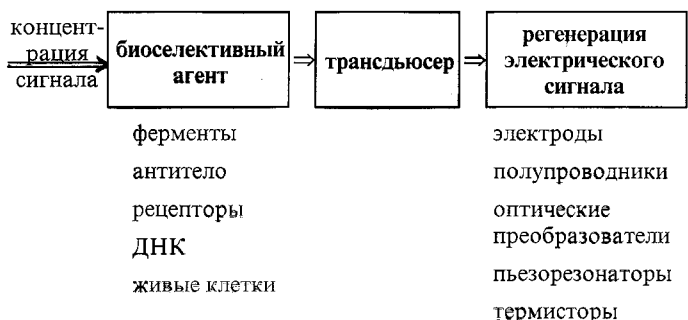 концент-
рация
сигнала
биоселективный
агент
трансдьюсер
регенерация
электрического
сигнала
ферменты
антитело
рецепторы
ДНК
живые клетки
электроды
полупроводники
оптические
преобразователи
пьезорезонаторы
термисторы